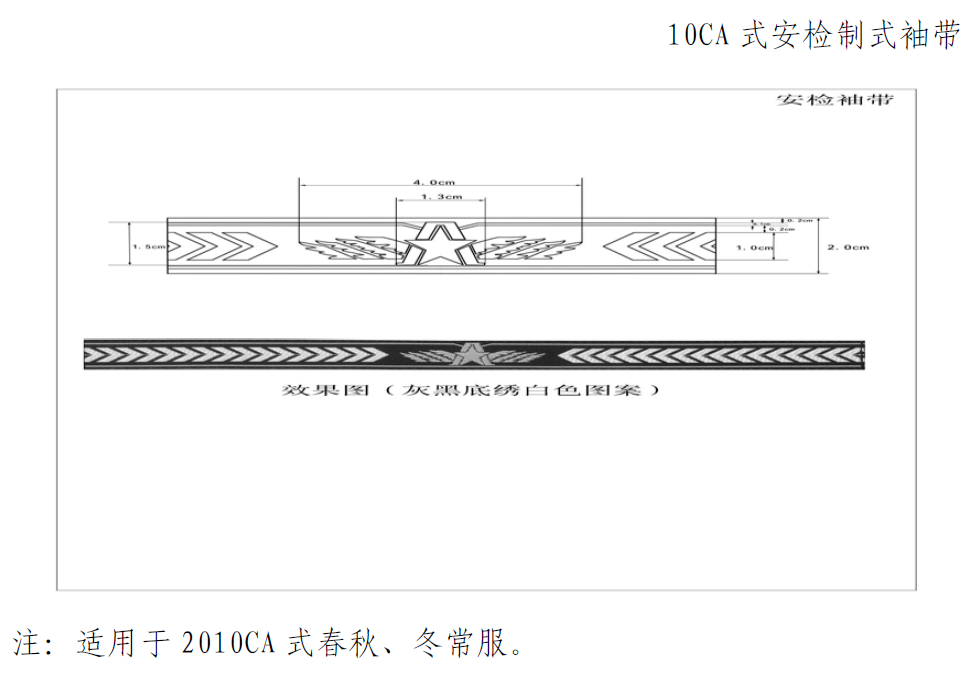 10CA 式安检制式袖带
安检袖带
4.0cm
1.3cm
0.2cm
0.2cm
1.5cm
1.0cm
2.0cm
效果图（灰黑底绣白色图案）
注：适用于 2010CA 式春秋、冬常服。